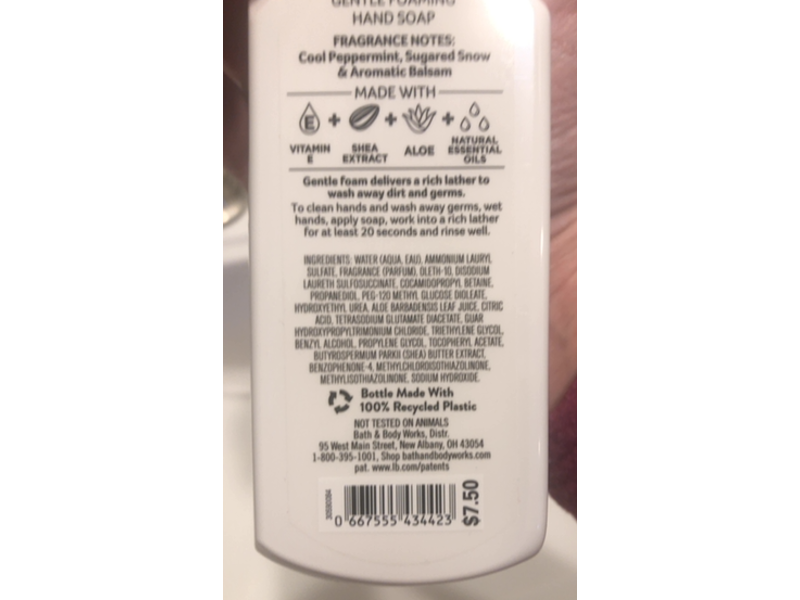 GENTLE FOAMING
HAND SOAP
FRAGRANCE NOTES:
Cool Peppermint, Sugared Snow
& Aromatic Balsam
MADE WITH
E + + +
VITAMIN E SHEA EXTRACT ALOE NATURAL ESSENTIAL OILS
Gentle foam delivers a rich lather to
wash away dirt and germs.
To clean hands and wash away germs, wet
hands, apply soap, work into a rich lather
for at least 20 seconds and rinse well.
INGREDIENTS: WATER (AQUA, EAU), AMMONIUM LAURYL
SULFATE, FRAGRANCE (PARFUM), OLETH-10, DISODIUM
LAURETH SULFOSUCCINATE, COCAMIDOPROPYL BETAINE,
PROPANEDIOL, PEG-120 METHYL GLUCOSE DIOLEATE,
HYDROXYETHYL UREA, ALOE BARBADENSIS LEAF JUICE, CITRIC
ACID, TETRASODIUM GLUTAMATE DIACETATE, GUAR
HYDROXYPROPYLTRIMONIUM CHLORIDE, TRIETHYLENE GLYCOL,
BENZYL ALCOHOL, PROPYLENE GLYCOL, TOCOPHERYL ACETATE,
BUTYROSPERMUM PARKII (SHEA) BUTTER EXTRACT,
BENZOPHENONE-4, METHYLCHLOROISOTHIAZOLINONE,
METHYLISOTHIAZOLINONE, SODIUM HYDROXIDE.
Bottle Made With
100% Recycled Plastic
NOT TESTED ON ANIMALS
Bath & Body Works, Distr.
95 West Main Street, New Albany, OH 43054
1-800-395-1001, Shop bathandbodyworks.com
pat. www.lb.com/patents
0 667555 434423
$7.50